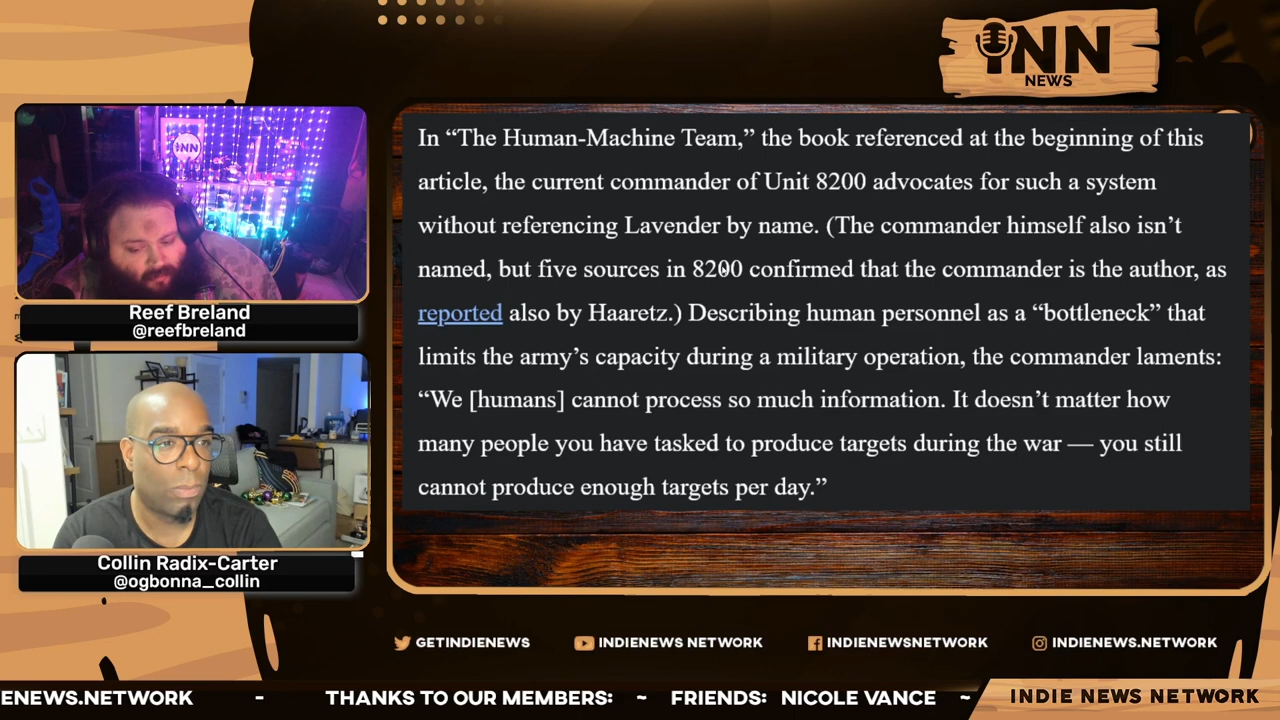 iNN
NEWS
iNN
In “The Human-Machine Team,” the book referenced at the beginning of this
article, the current commander of Unit 8200 advocates for such a system
without referencing Lavender by name. (The commander himself also isn’t
named, but five sources in 8200 confirmed that the commander is the author, as
reported also by Haaretz.) Describing human personnel as a “bottleneck” that
limits the army’s capacity during a military operation, the commander laments:
“We [humans] cannot process so much information. It doesn’t matter how
many people you have tasked to produce targets during the war — you still
cannot produce enough targets per day.”
Reef Breland
@reefbreland
Collin Radix-Carter
@ogbonna_collin
GETINDIENEWS
INDIENEWS NETWORK
INDIENEWSNETWORK
INDIENEWS.NETWORK
ENEWS.NETWORK - THANKS TO OUR MEMBERS: ~ FRIENDS: NICOLE VANCE ~
INDIE NEWS NETWORK